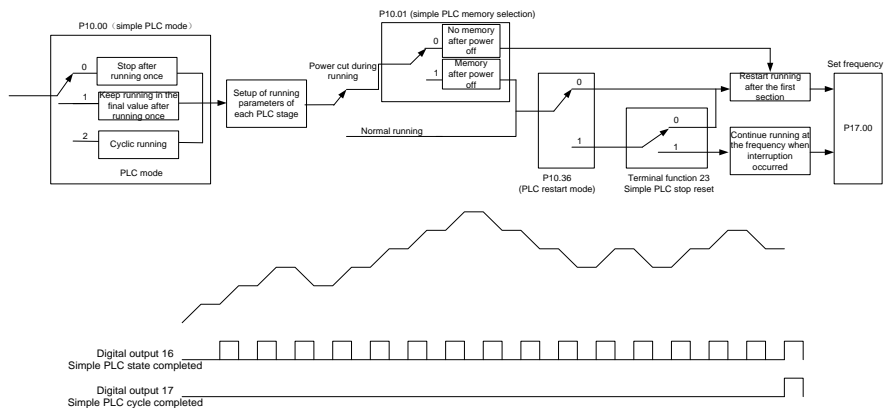 P10.00（simple PLC mode）
0
Stop after
running once
1
Keep running in the
final value after
running once
2
Cyclic running
PLC mode
Setup of running
parameters of
each PLC stage
Power cut during
running
Normal running
P10.01 (simple PLC memory selection)
0
No memory
after power
off
1
Memory
after power
off
0
1
P10.36
(PLC restart mode)
0
1
Terminal function 23
Simple PLC stop reset
Restart running
after the first
section
Continue running at
the frequency when
interruption
occurred
Set frequency
P17.00
Digital output 16
Simple PLC state completed
Digital output 17
Simple PLC cycle completed